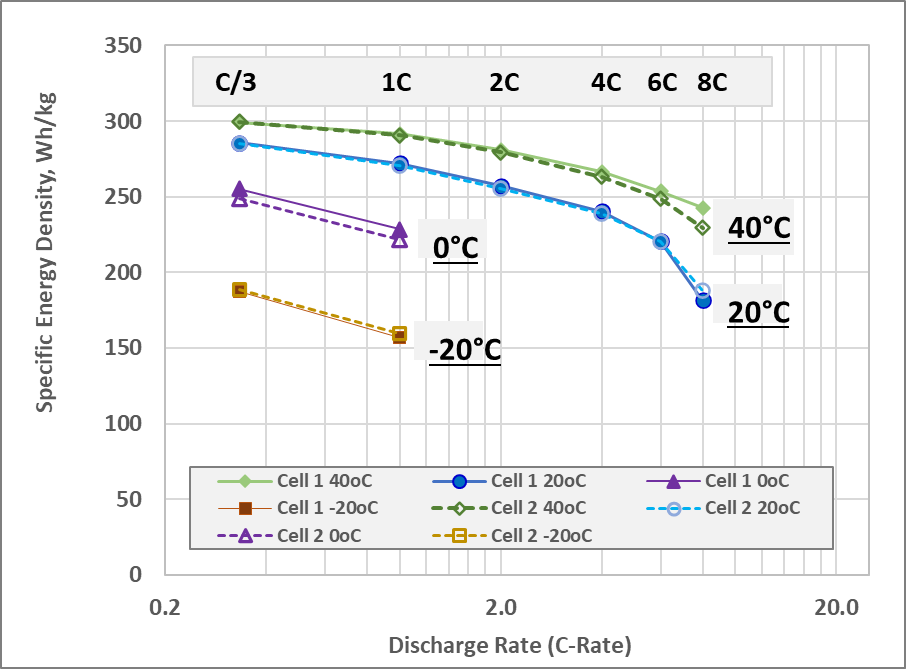 350
C/3 1C 2C 4C 6C 8C
300
250
200
150
100
50
0
Specific Energy Density, Wh/kg
40°C
0°C
20°C
-20°C
Cell 1 40oC Cell 1 20oC Cell 1 0oC
Cell 1 -20oC Cell 2 40oC Cell 2 20oC
Cell 2 0oC Cell 2 -20oC
0.2 2.0 20.0
Discharge Rate (C-Rate)